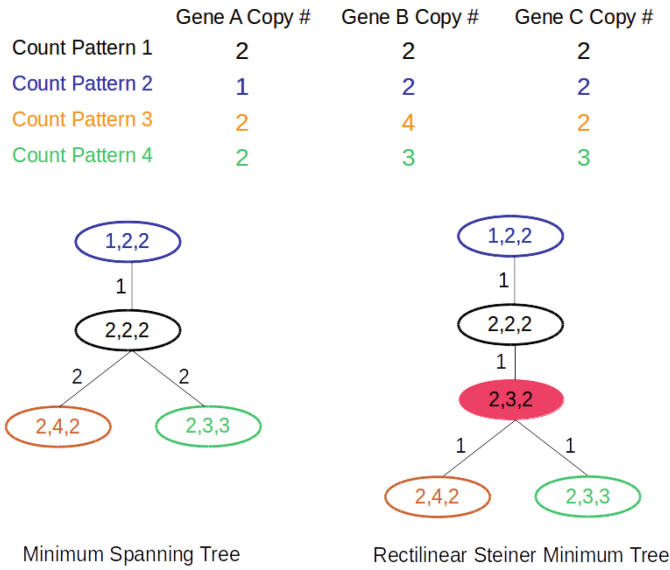 Gene A Copy # Gene B Copy # Gene C Copy #
Count Pattern 1 2 2 2
Count Pattern 2 1 2 2
Count Pattern 3 2 4 2
Count Pattern 4 2 3 3
1,2,2
1
2,2,2
2 2
2,4,2 2,3,3
Minimum Spanning Tree
1,2,2
1
2,2,2
1
2,3,2
1 1
2,4,2 2,3,3
Rectilinear Steiner Minimum Tree